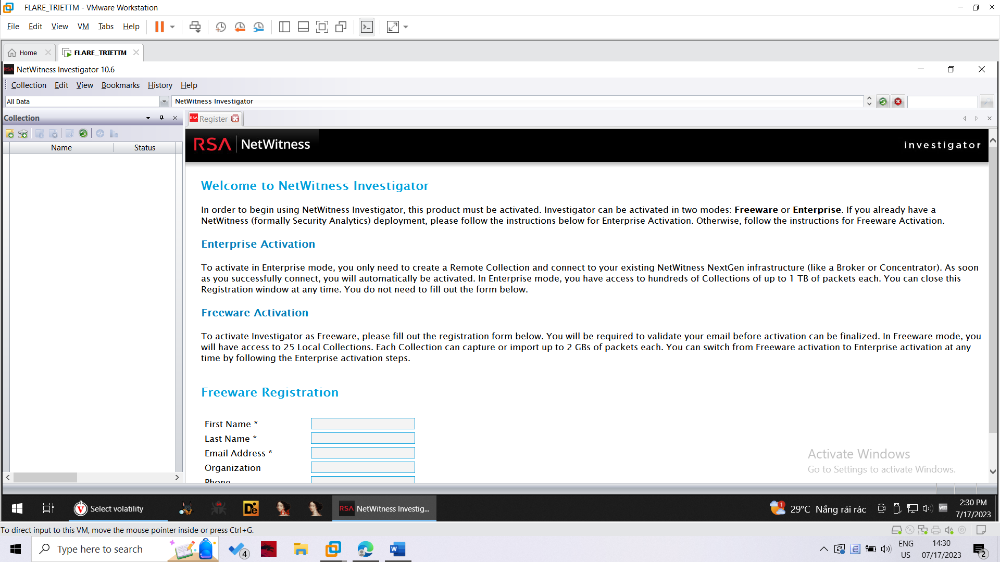 FLARE_TRIETTM - VMware Workstation
File Edit View VM Tabs Help
Home FLARE_TRIETTM
RSA NetWitness Investigator 10.6
Collection Edit View Bookmarks History Help
All Data NetWitness Investigator
Collection
RSA Register
Name Status
RSA NetWitness investigator
Welcome to NetWitness Investigator
In order to begin using NetWitness Investigator, this product must be activated. Investigator can be activated in two modes: Freeware or Enterprise. If you already have a
NetWitness (formally Security Analytics) deployment, please follow the instructions below for Enterprise Activation. Otherwise, follow the instructions for Freeware Activation.
Enterprise Activation
To activate in Enterprise mode, you only need to create a Remote Collection and connect to your existing NetWitness NextGen infrastructure (like a Broker or Concentrator). As soon
as you successfully connect, you will automatically be activated. In Enterprise mode, you have access to hundreds of Collections of up to 1 TB of packets each. You can close this
Registration window at any time. You do not need to fill out the form below.
Freeware Activation
To activate Investigator as Freeware, please fill out the registration form below. You will be required to validate your email before activation can be finalized. In Freeware mode, you
will have access to 25 Local Collections. Each Collection can capture or import up to 2 GBs of packets each. You can switch from Freeware activation to Enterprise activation at any
time by following the Enterprise activation steps.
Freeware Registration
First Name *
Last Name *
Email Address *
Organization
Phone
Activate Windows
Go to Settings to activate Windows.
Select volatility
De
64
RSA NetWitness Investig...
1
29°C Nắng rải rác
vm
2:30 PM
7/17/2023
To direct input to this VM, move the mouse pointer inside or press Ctrl+G.
Type here to search
4
W
E
ENG
US
14:30
07/17/2023
2